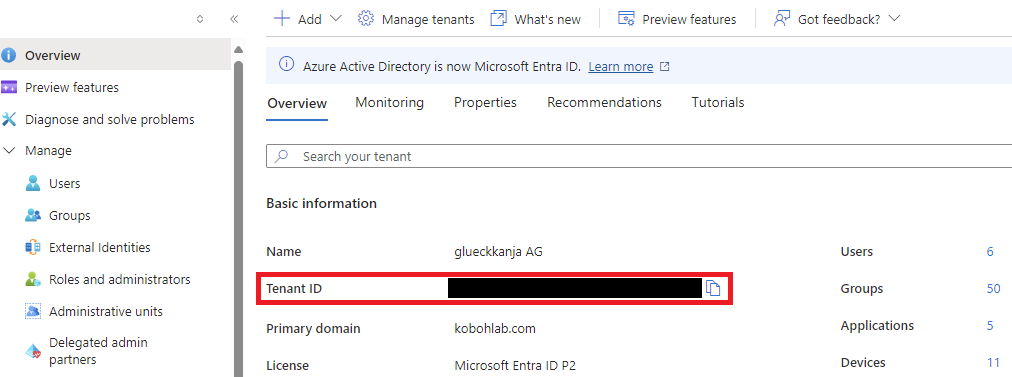 Add
Manage tenants
What's new
Preview features
Got feedback?
Overview
Preview features
Diagnose and solve problems
Manage
Users
Groups
External Identities
Roles and administrators
Administrative units
Delegated admin
partners
Azure Active Directory is now Microsoft Entra ID. Learn more
Overview
Monitoring
Properties
Recommendations
Tutorials
Search your tenant
Basic information
Name
glueckkanja AG
Users
6
Tenant ID
Groups
50
Primary domain
kobohlab.com
Applications
5
License
Microsoft Entra ID P2
Devices
11